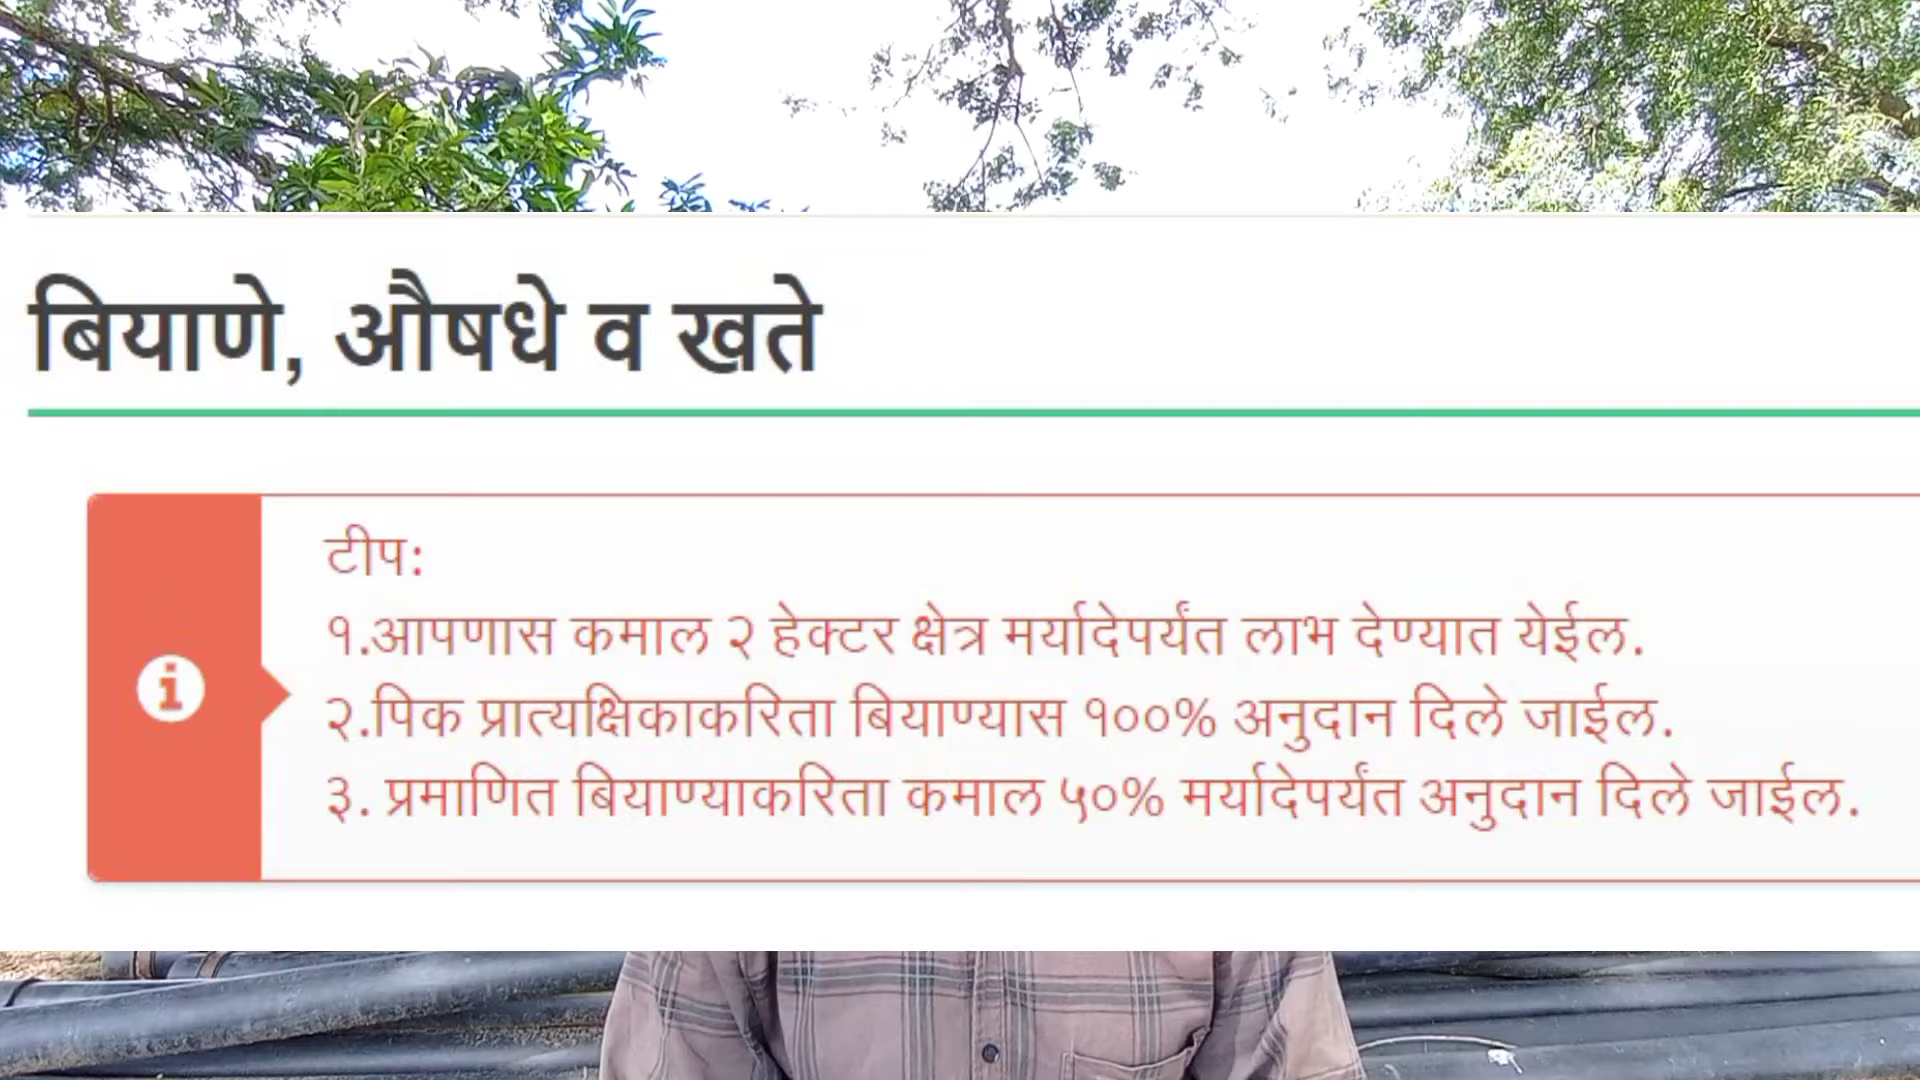 बियाणे, औषधे व खते
टीप:
१.आपणास कमाल २ हेक्टर क्षेत्र मर्यादेपर्यंत लाभ देण्यात येईल.
२.पिक प्रात्यक्षिकाकरिता बियाण्यास १००% अनुदान दिले जाईल.
३. प्रमाणित बियाण्याकरिता कमाल ५०% मर्यादेपर्यंत अनुदान दिले जाईल.